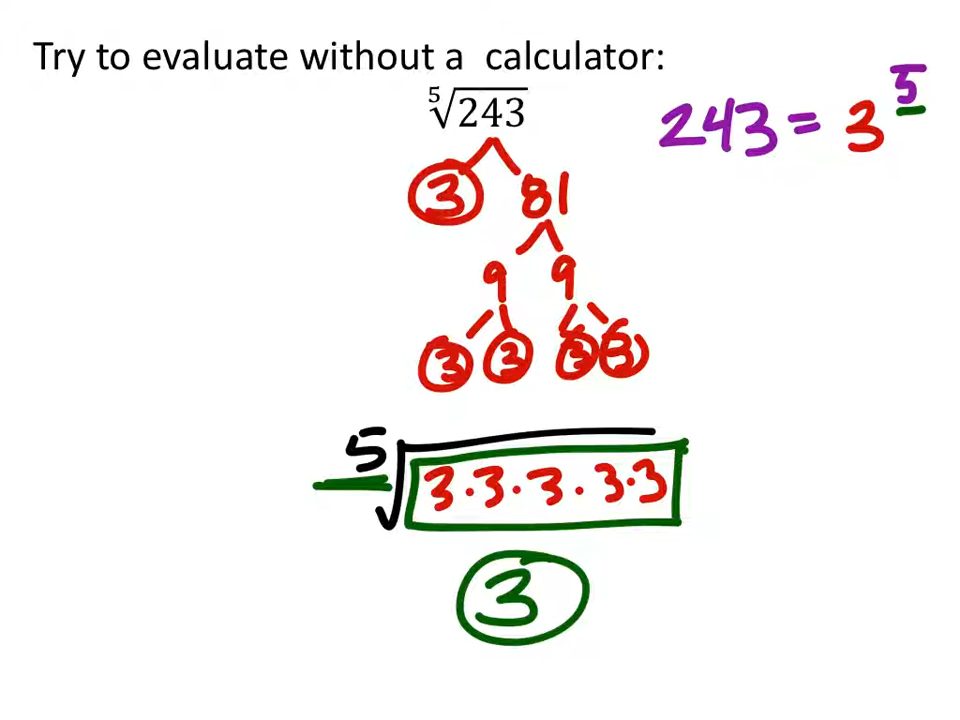 Try to evaluate without a calculator:
⁵√243
243 = 3⁵
3 81
9 9
3 3 3 3
5√3·3·3·3·3
3